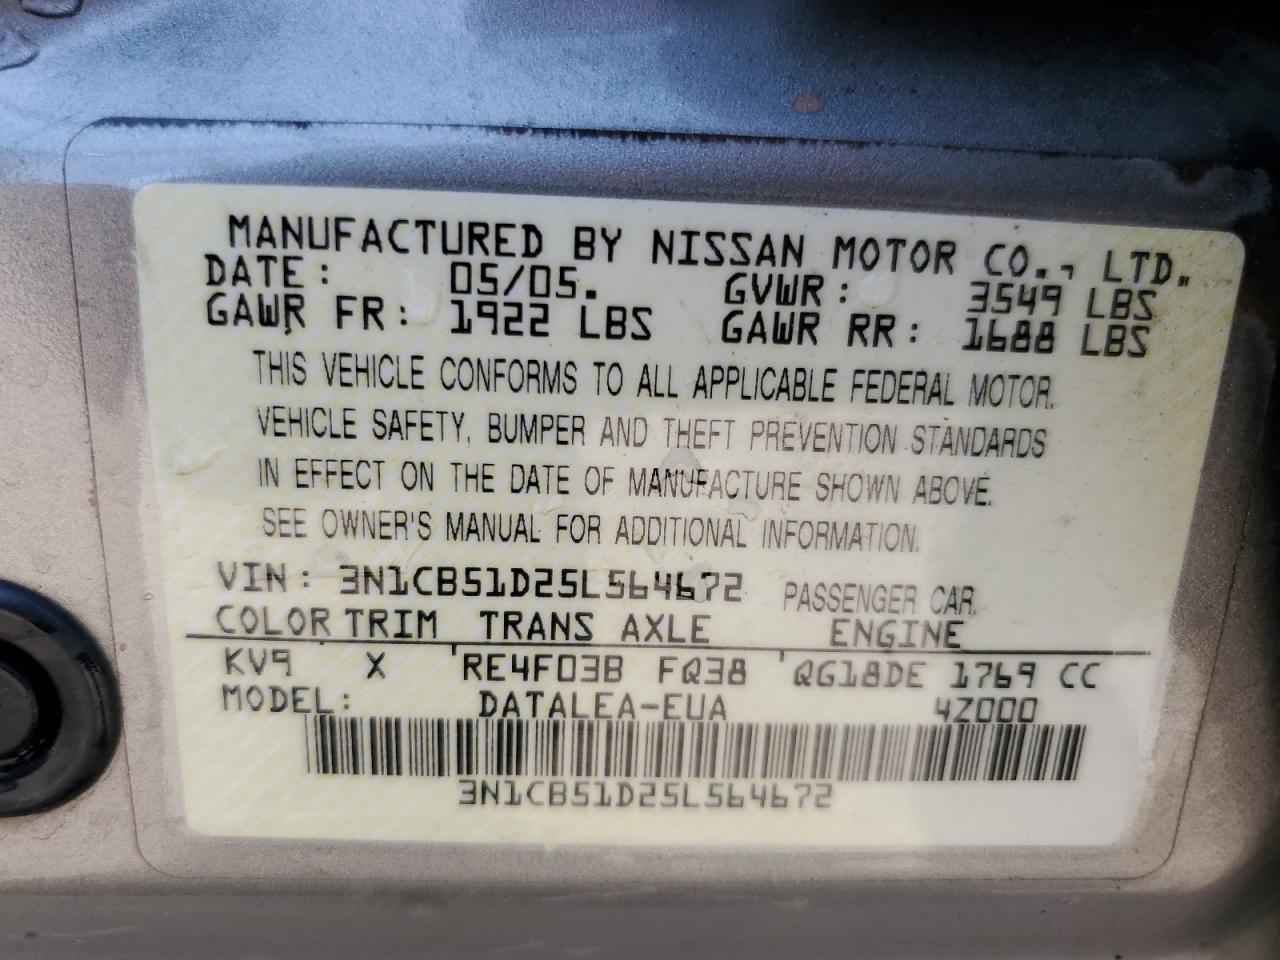 MANUFACTURED BY NISSAN MOTOR CO., LTD.
DATE: 05/05. GVWR: 3549 LBS
GAWR FR: 1922 LBS GAWR RR: 1688 LBS
THIS VEHICLE CONFORMS TO ALL APPLICABLE FEDERAL MOTOR.
VEHICLE SAFETY, BUMPER AND THEFT PREVENTION STANDARDS
IN EFFECT ON THE DATE OF MANUFACTURE SHOWN ABOVE.
SEE OWNER'S MANUAL FOR ADDITIONAL INFORMATION.
VIN: 3N1CB51D25L564672 PASSENGER CAR.
COLOR TRIM TRANS AXLE ENGINE
KV9 X 'RE4F03B FQ38 'QG18DE 1769 CC
MODEL: DATALEA-EUA 4Z000
3N1CB51D25L564672